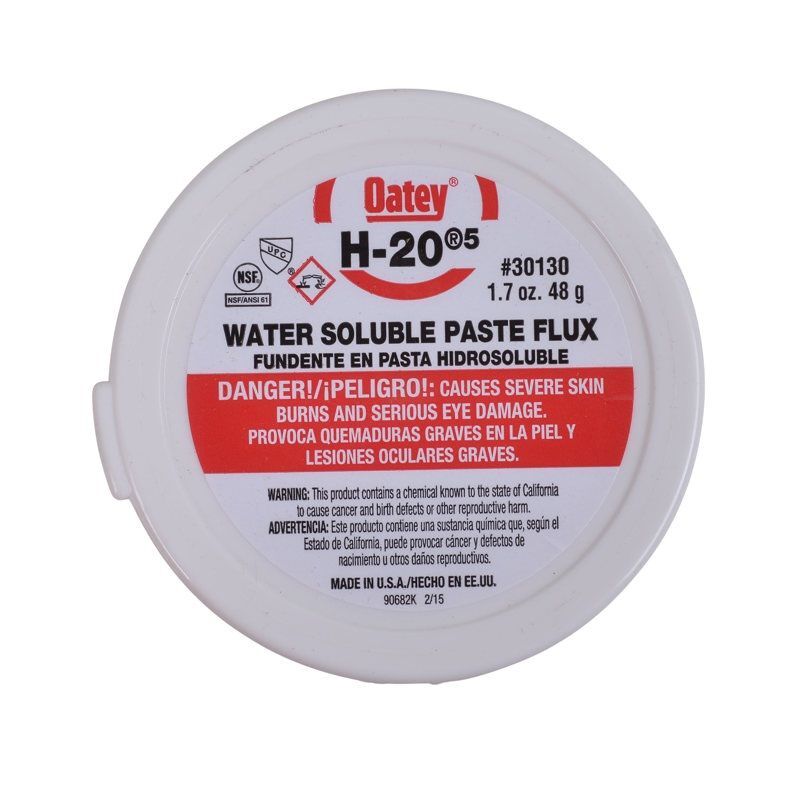 Oatey®
H-20®5
UPC
®
NSF®
NSF/ANSI 61
#30130
1.7 oz. 48 g
WATER SOLUBLE PASTE FLUX
FUNDENTE EN PASTA HIDROSOLUBLE
DANGER!/¡PELIGRO!: CAUSES SEVERE SKIN
BURNS AND SERIOUS EYE DAMAGE.
PROVOCA QUEMADURAS GRAVES EN LA PIEL Y
LESIONES OCULARES GRAVES.
WARNING: This product contains a chemical known to the state of California
to cause cancer and birth defects or other reproductive harm.
ADVERTENCIA: Este producto contiene una sustancia química que, según el
Estado de California, puede provocar cáncer y defectos de
nacimiento u otros daños reproductivos.
MADE IN U.S.A./HECHO EN EE.UU.
90682K 2/15